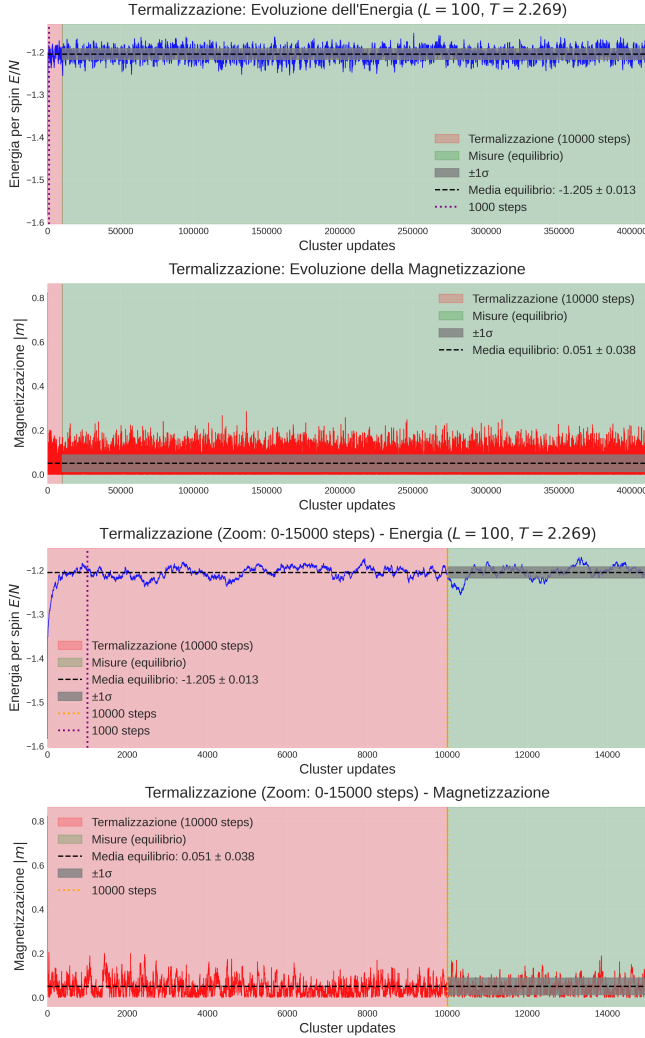 Termalizzazione: Evoluzione dell'Energia (L = 100, T = 2.269)
Energia per spin E/N
−1.2
−1.3
−1.4
−1.5
−1.6
Termalizzazione (10000 steps)
Misure (equilibrio)
±1σ
Media equilibrio: -1.205 ± 0.013
1000 steps
0 50000 100000 150000 200000 250000 300000 350000 400000
Cluster updates
Termalizzazione: Evoluzione della Magnetizzazione
Magnetizzazione |m|
0.8
0.6
0.4
0.2
0.0
Termalizzazione (10000 steps)
Misure (equilibrio)
±1σ
Media equilibrio: 0.051 ± 0.038
0 50000 100000 150000 200000 250000 300000 350000 400000
Cluster updates
Termalizzazione (Zoom: 0-15000 steps) - Energia (L = 100, T = 2.269)
Energia per spin E/N
−1.2
−1.3
−1.4
−1.5
−1.6
Termalizzazione (10000 steps)
Misure (equilibrio)
Media equilibrio: -1.205 ± 0.013
±1σ
10000 steps
1000 steps
0 2000 4000 6000 8000 10000 12000 14000
Cluster updates
Termalizzazione (Zoom: 0-15000 steps) - Magnetizzazione
Magnetizzazione |m|
0.8
0.6
0.4
0.2
0.0
Termalizzazione (10000 steps)
Misure (equilibrio)
Media equilibrio: 0.051 ± 0.038
±1σ
10000 steps
0 2000 4000 6000 8000 10000 12000 14000
Cluster updates